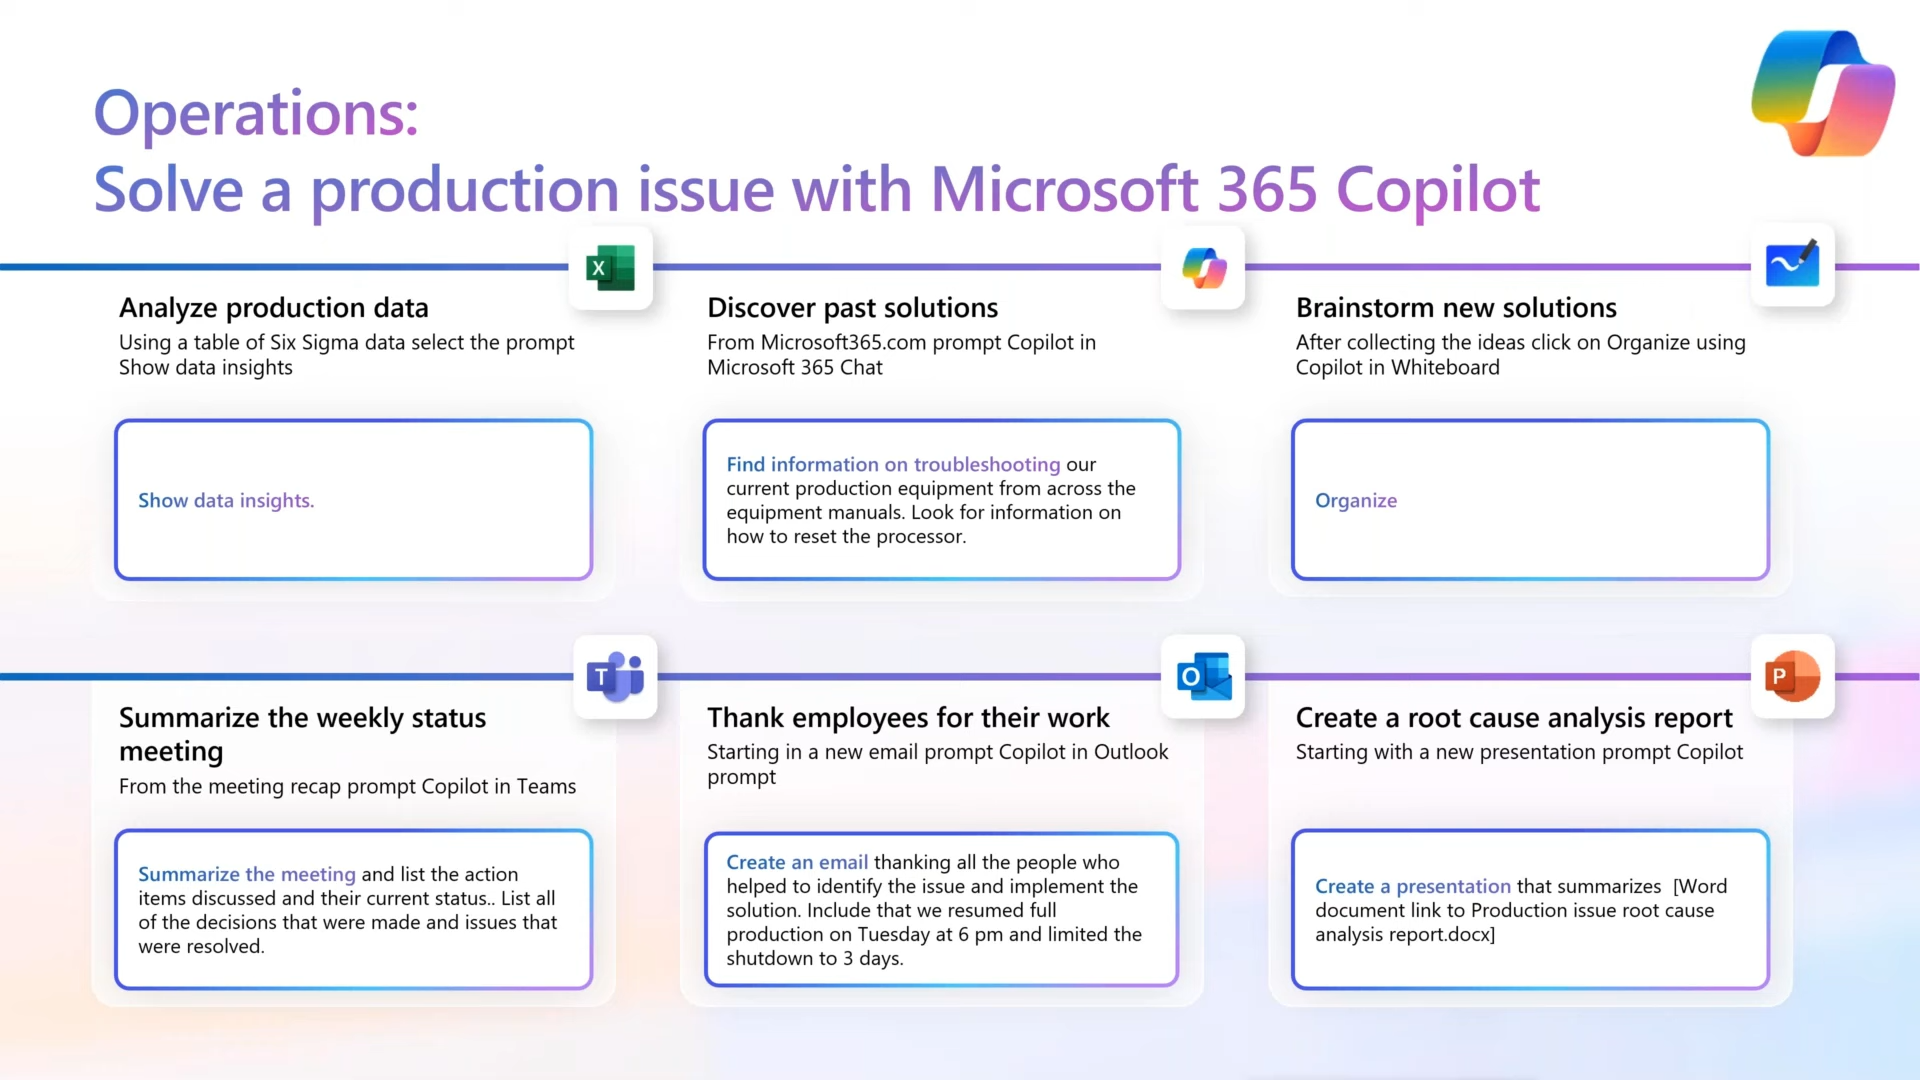 Operations:
Solve a production issue with Microsoft 365 Copilot
X
Analyze production data
Using a table of Six Sigma data select the prompt
Show data insights
Show data insights.
Discover past solutions
From Microsoft365.com prompt Copilot in
Microsoft 365 Chat
Find information on troubleshooting our
current production equipment from across the
equipment manuals. Look for information on
how to reset the processor.
Brainstorm new solutions
After collecting the ideas click on Organize using
Copilot in Whiteboard
Organize
T
Summarize the weekly status
meeting
From the meeting recap prompt Copilot in Teams
Summarize the meeting and list the action
items discussed and their current status.. List all
of the decisions that were made and issues that
were resolved.
O
Thank employees for their work
Starting in a new email prompt Copilot in Outlook
prompt
Create an email thanking all the people who
helped to identify the issue and implement the
solution. Include that we resumed full
production on Tuesday at 6 pm and limited the
shutdown to 3 days.
P
Create a root cause analysis report
Starting with a new presentation prompt Copilot
Create a presentation that summarizes  [Word
document link to Production issue root cause
analysis report.docx]